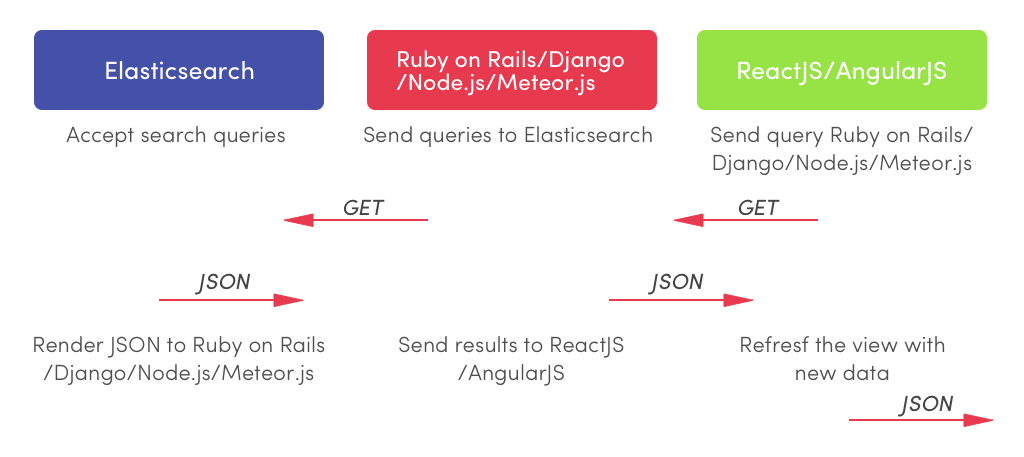 Elasticsearch
Ruby on Rails/Django
/Node.js/Meteor.js
ReactJS/AngularJS
Accept search queries
Send queries to Elasticsearch
Send query Ruby on Rails/
Django/Node.js/Meteor.js
GET
GET
JSON
JSON
Render JSON to Ruby on Rails
/Django/Node.js/Meteor.js
Send results to ReactJS
/AngularJS
Refresf the view with
new data
JSON